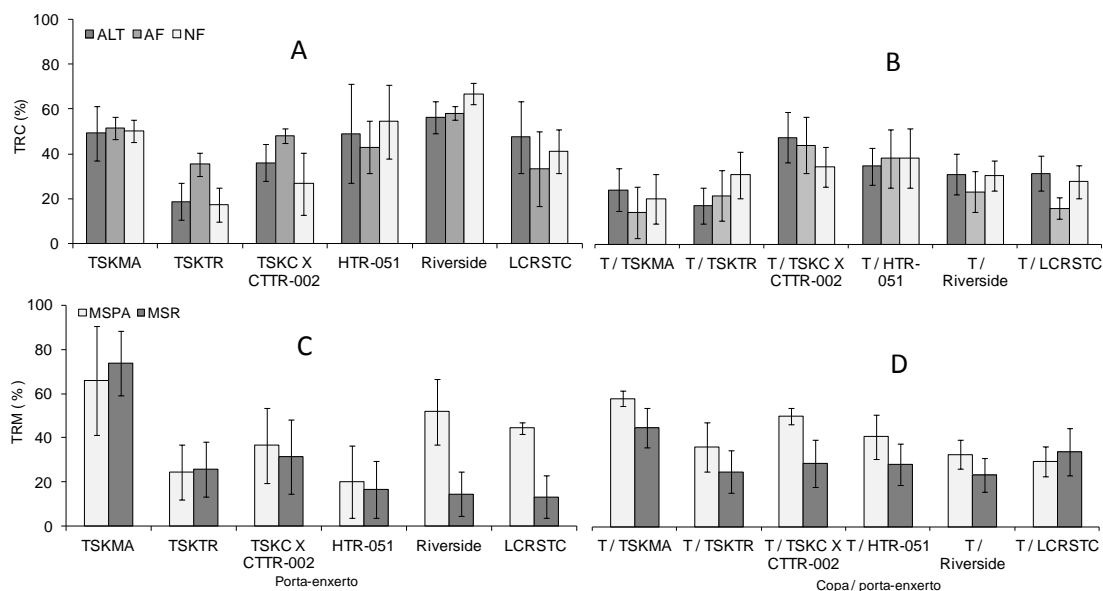 100
80
60
40
20
0
TRC (%)
ALT AF NF
A
B
TSKMA TSKTR TSKC X CTTR-002 HTR-051 Riverside LCRSTC
T / TSKMA T / TSKTR T / TSKC X CTTR-002 T / HTR-051 T / Riverside T / LCRSTC
100
80
60
40
20
0
TRM ( % )
MSPA MSR
C
D
TSKMA TSKTR TSKC X CTTR-002 HTR-051 Riverside LCRSTC
Porta-enxerto
T / TSKMA T / TSKTR T / TSKC X CTTR-002 T / HTR-051 T / Riverside T / LCRSTC
Copa / porta-enxerto